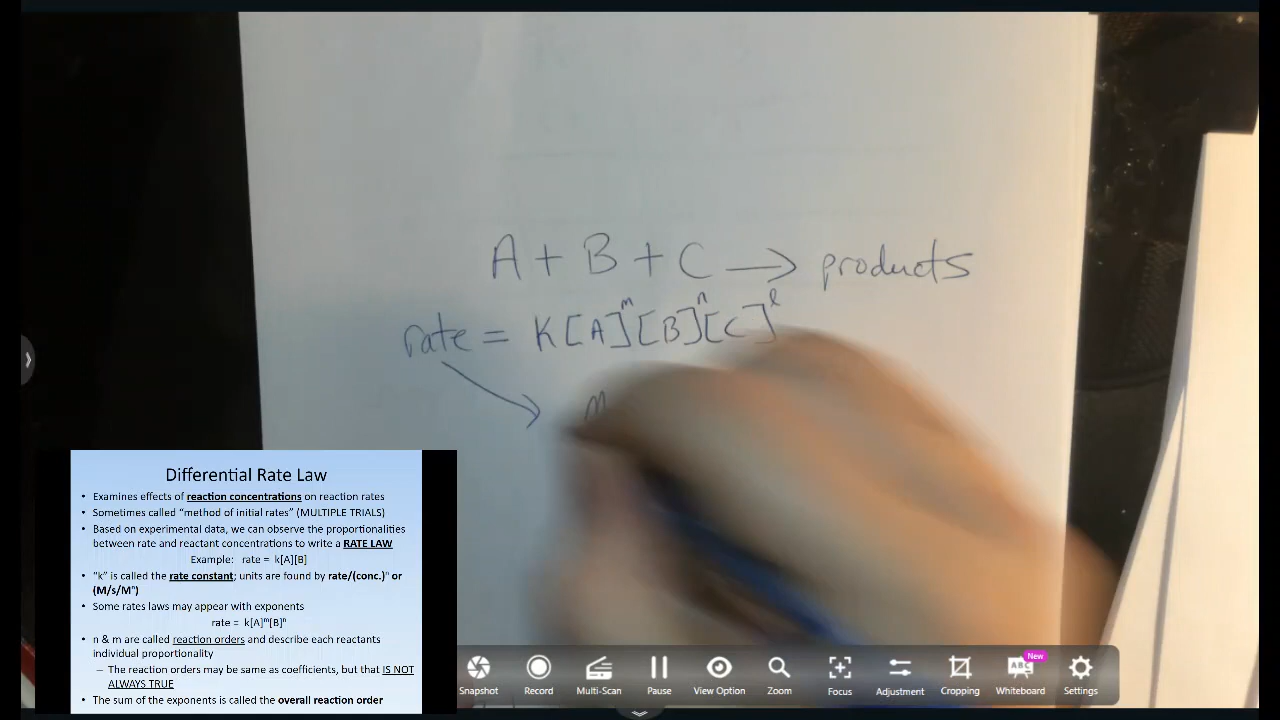 A + B + C → products
rate = K[A]ᵐ[B]ⁿ[C]ˡ
M
Differential Rate Law
• Examines effects of reaction concentrations on reaction rates
• Sometimes called “method of initial rates” (MULTIPLE TRIALS)
• Based on experimental data, we can observe the proportionalities
between rate and reactant concentrations to write a RATE LAW
Example: rate = k[A][B]
• “k” is called the rate constant; units are found by rate/(conc.)ⁿ or
(M/s/Mⁿ)
• Some rates laws may appear with exponents
rate = k[A]ᵐ[B]ⁿ
• n & m are called reaction orders and describe each reactants
individual proportionality
– The reaction orders may be same as coefficients, but that IS NOT
ALWAYS TRUE
• The sum of the exponents is called the overall reaction order
New
Snapshot Record Multi-Scan Pause View Option Zoom Focus Adjustment Cropping Whiteboard Settings